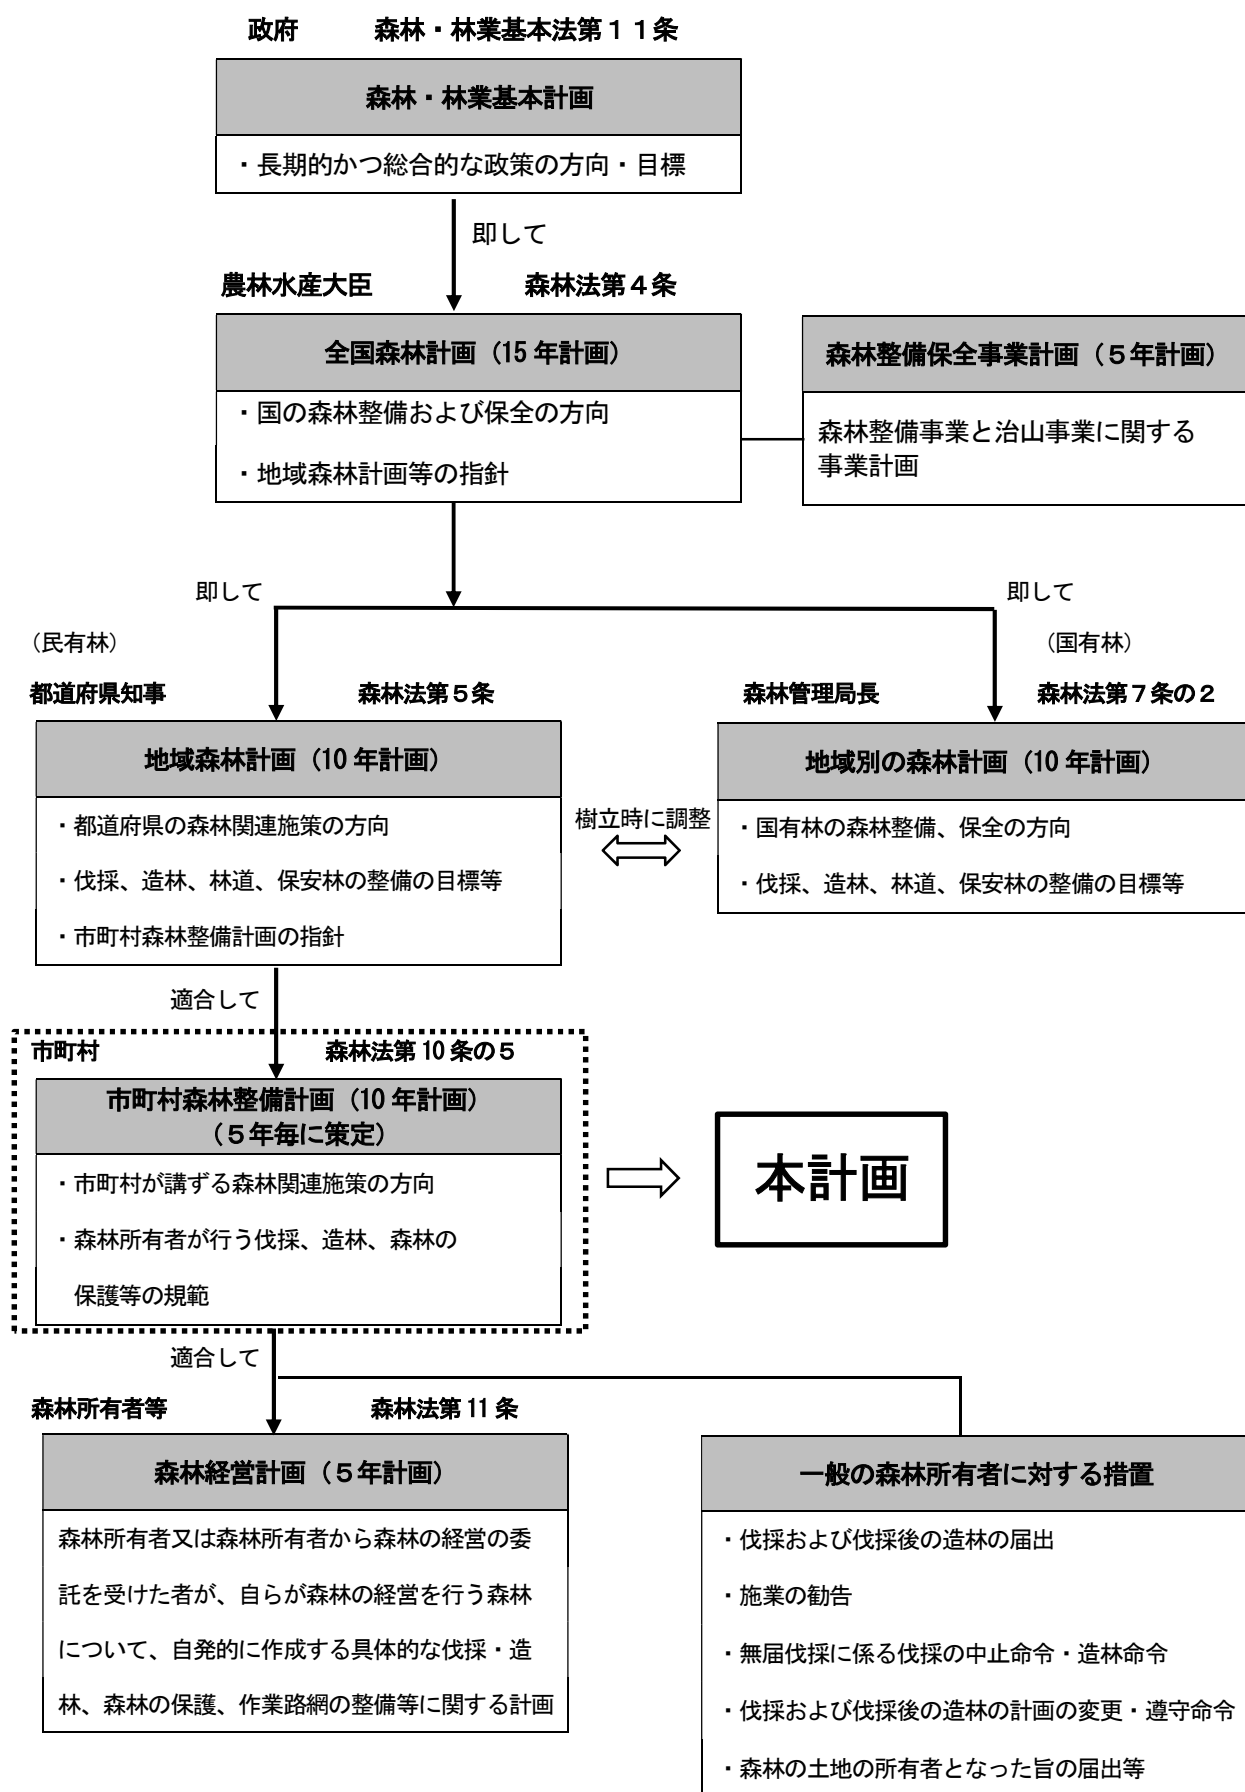 政府　森林・林業基本法第１１条
森林・林業基本計画
・長期的かつ総合的な政策の方向・目標
即して
農林水産大臣　森林法第４条
全国森林計画（15 年計画）
・国の森林整備および保全の方向
・地域森林計画等の指針
森林整備保全事業計画（５年計画）
森林整備事業と治山事業に関する
事業計画
即して
即して
（民有林）
（国有林）
都道府県知事　森林法第５条
森林管理局長　森林法第７条の２
地域森林計画（10 年計画）
・都道府県の森林関連施策の方向
・伐採、造林、林道、保安林の整備の目標等
・市町村森林整備計画の指針
樹立時に調整
地域別の森林計画（10 年計画）
・国有林の森林整備、保全の方向
・伐採、造林、林道、保安林の整備の目標等
適合して
市町村　森林法第 10 条の５
市町村森林整備計画（10 年計画）
（５年毎に策定）
・市町村が講ずる森林関連施策の方向
・森林所有者が行う伐採、造林、森林の
保護等の規範
本計画
適合して
森林所有者等　森林法第 11 条
森林経営計画（５年計画）
森林所有者又は森林所有者から森林の経営の委
託を受けた者が、自らが森林の経営を行う森林
について、自発的に作成する具体的な伐採・造
林、森林の保護、作業路網の整備等に関する計画
一般の森林所有者に対する措置
・伐採および伐採後の造林の届出
・施業の勧告
・無届伐採に係る伐採の中止命令・造林命令
・伐採および伐採後の造林の計画の変更・遵守命令
・森林の土地の所有者となった旨の届出等